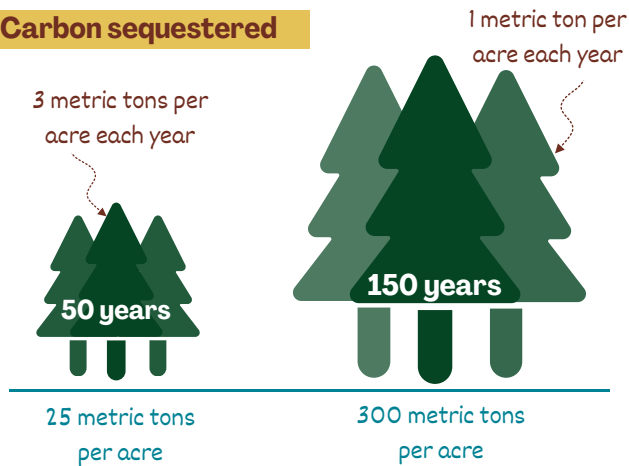 Carbon sequestered
1 metric ton per
acre each year
3 metric tons per
acre each year
50 years
150 years
25 metric tons
per acre
300 metric tons
per acre